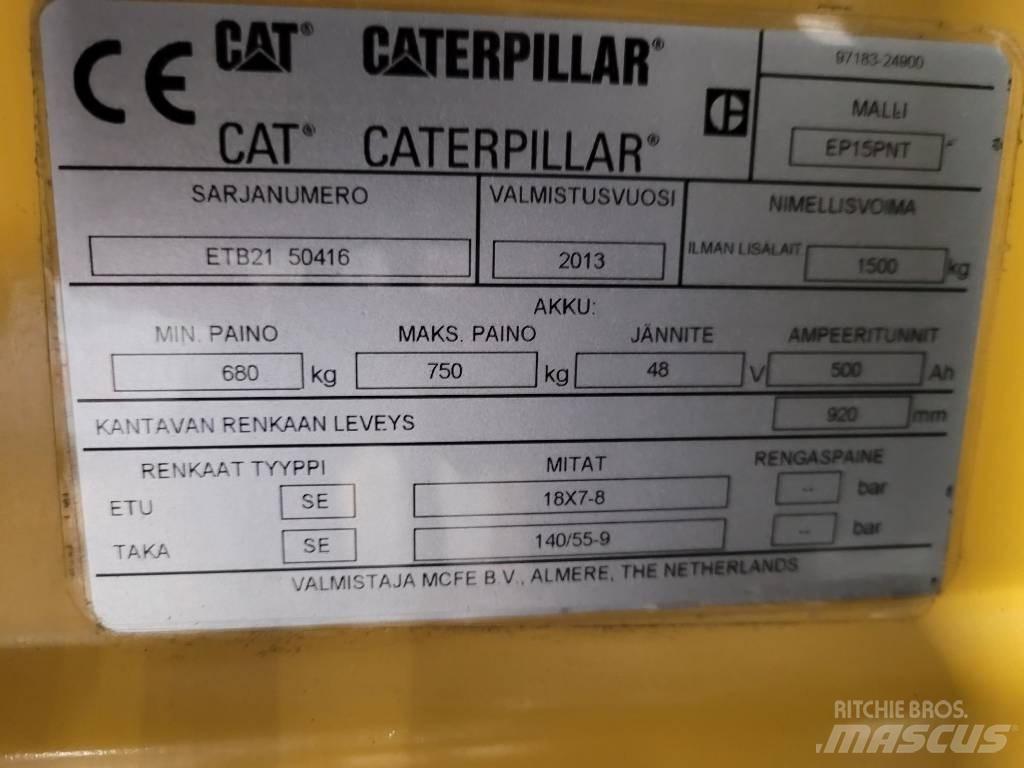 CE CAT® CATERPILLAR®
CAT® CATERPILLAR®
97183-24900
MALLI
EP15PNT
SARJANUMERO
ETB21 50416
VALMISTUSVUOSI
2013
NIMELLISVOIMA
ILMAN LISÄLAIT 1500 kg
AKKU:
MIN. PAINO MAKS. PAINO JÄNNITE AMPEERITUNNIT
680 kg 750 kg 48 V 500 Ah
KANTAVAN RENKAAN LEVEYS 920 mm
RENKAAT TYYPPI MITAT RENGASPAINE
ETU SE 18X7-8 -- bar
TAKA SE 140/55-9 -- bar
VALMISTAJA MCFE B.V., ALMERE, THE NETHERLANDS
RITCHIE BROS.
MASCUS